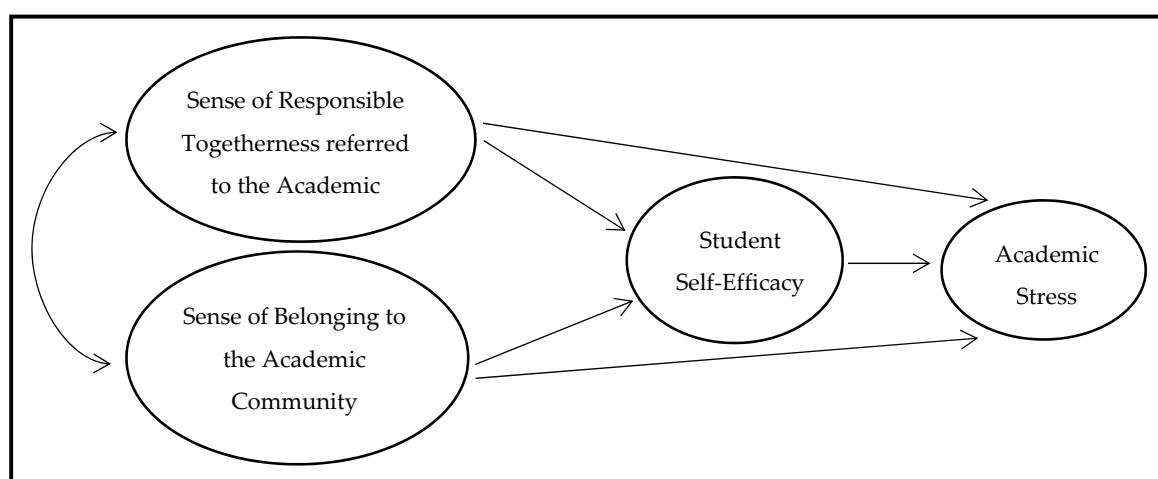 Sense of Responsible
Togetherness referred
to the Academic
Sense of Belonging to
the Academic
Community
Student
Self-Efficacy
Academic
Stress